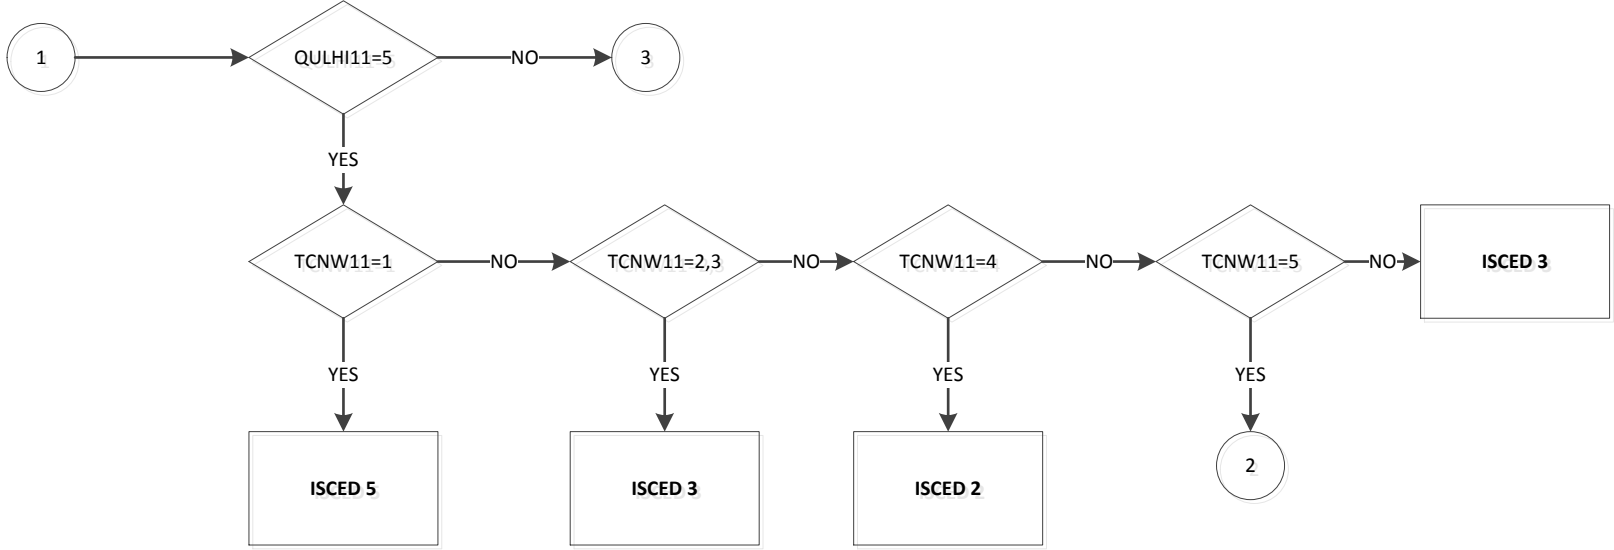 1
QULHI11=5
NO
3
YES
TCNW11=1
NO
TCNW11=2,3
NO
TCNW11=4
NO
TCNW11=5
NO
ISCED 3
YES
YES
YES
YES
ISCED 5
ISCED 3
ISCED 2
2